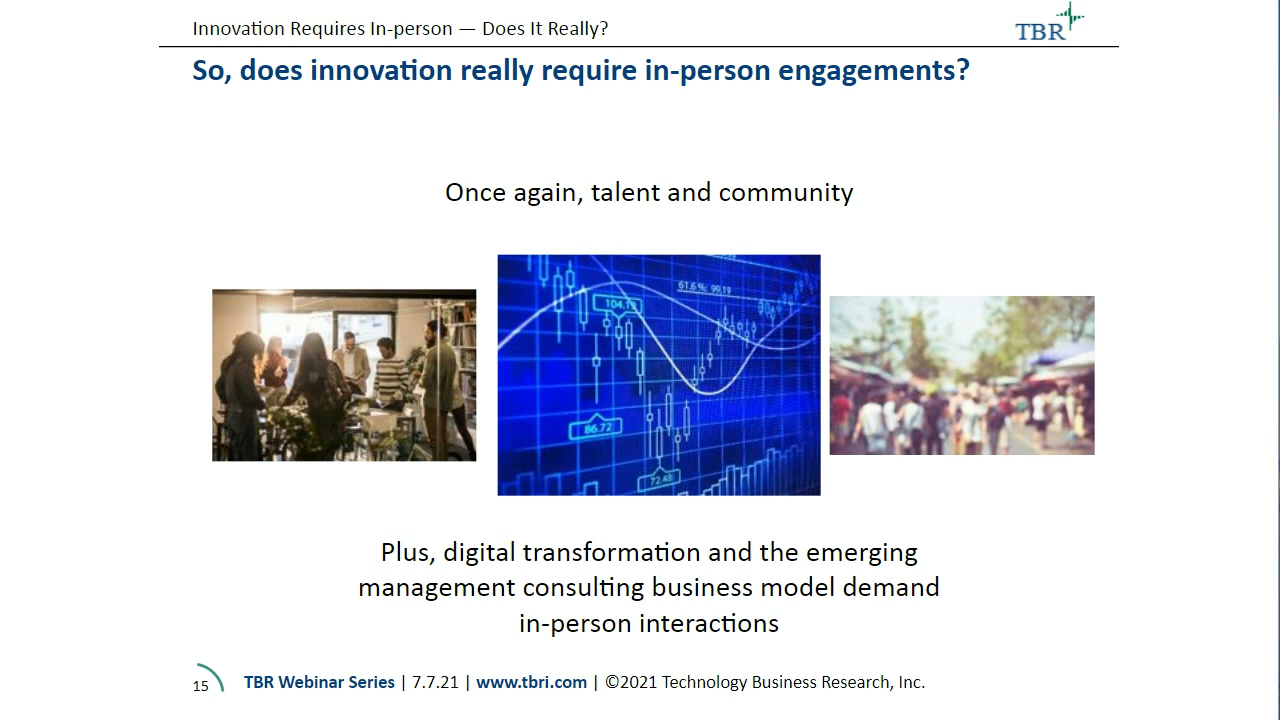 Innovation Requires In-person — Does It Really?
TBR
So, does innovation really require in-person engagements?
Once again, talent and community
61.6 %: 99.19
86.72
72.48
Plus, digital transformation and the emerging
management consulting business model demand
in-person interactions
15
TBR Webinar Series | 7.7.21 | www.tbri.com | ©2021 Technology Business Research, Inc.